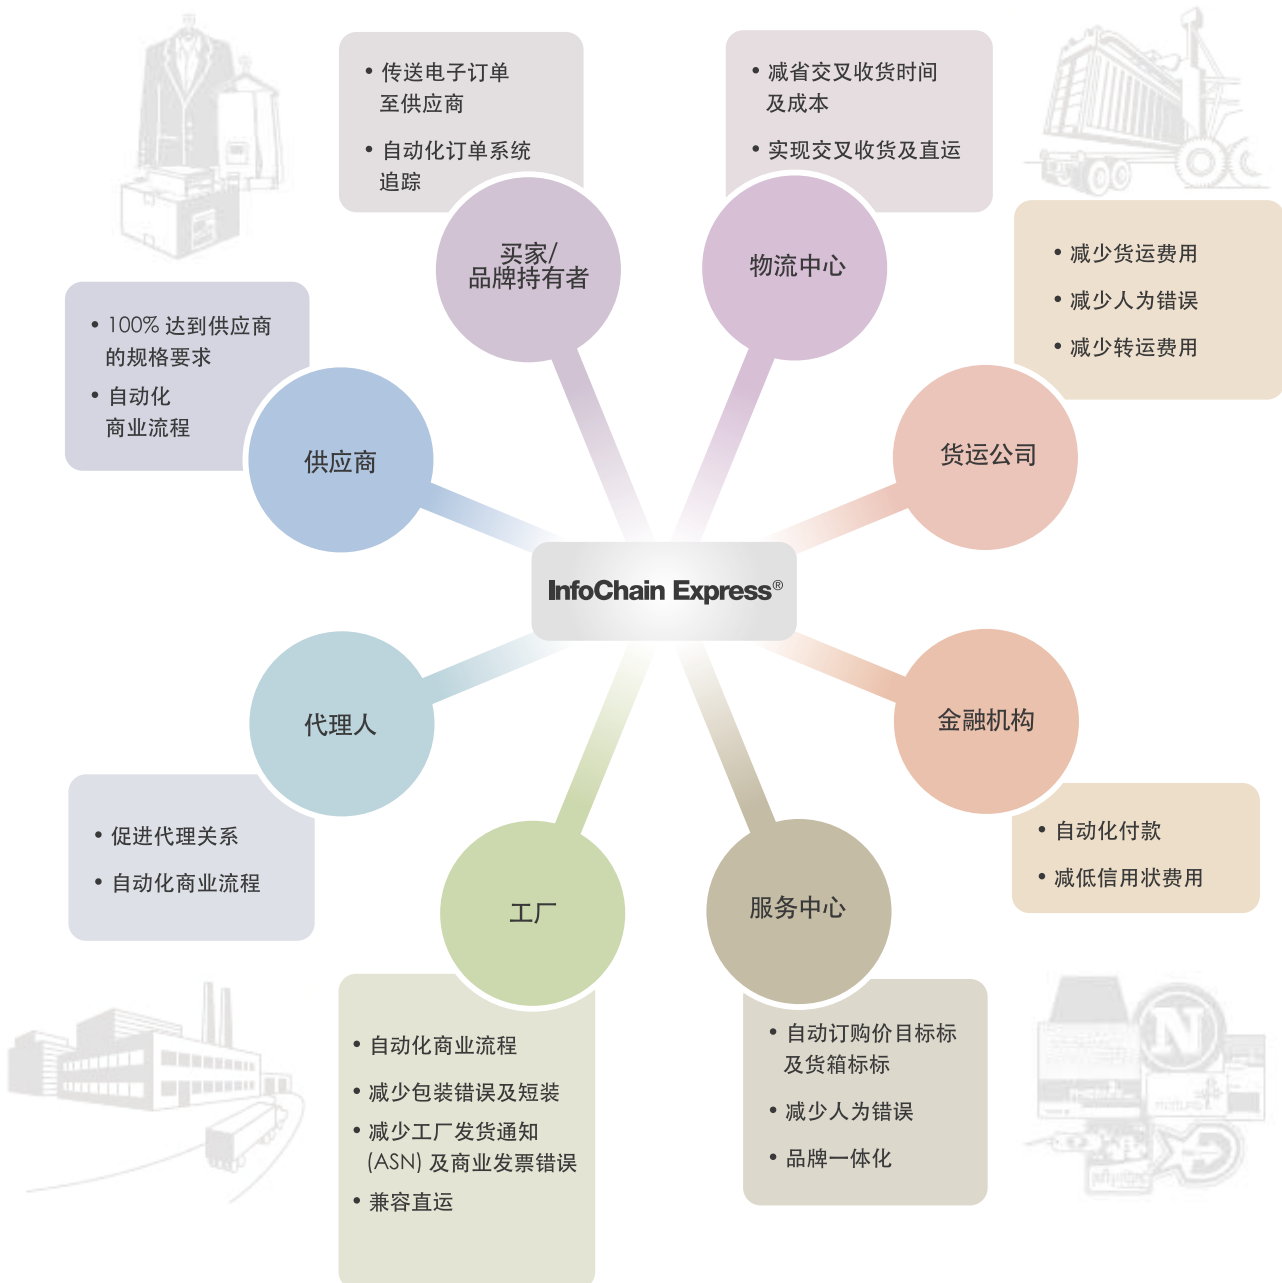 • 传送电子订单
至供应商
• 自动化订单系统
追踪
买家/
品牌持有者
• 减省交叉收货时间
及成本
• 实现交叉收货及直运
物流中心
• 减少货运费用
• 减少人为错误
• 减少转运费用
货运公司
• 100% 达到供应商
的规格要求
• 自动化
商业流程
供应商
InfoChain Express®
代理人
• 促进代理关系
• 自动化商业流程
金融机构
• 自动化付款
• 减低信用状费用
工厂
• 自动化商业流程
• 减少包装错误及短装
• 减少工厂发货通知
(ASN) 及商业发票错误
• 兼容直运
服务中心
• 自动订购价目标标
及货箱标标
• 减少人为错误
• 品牌一体化
N